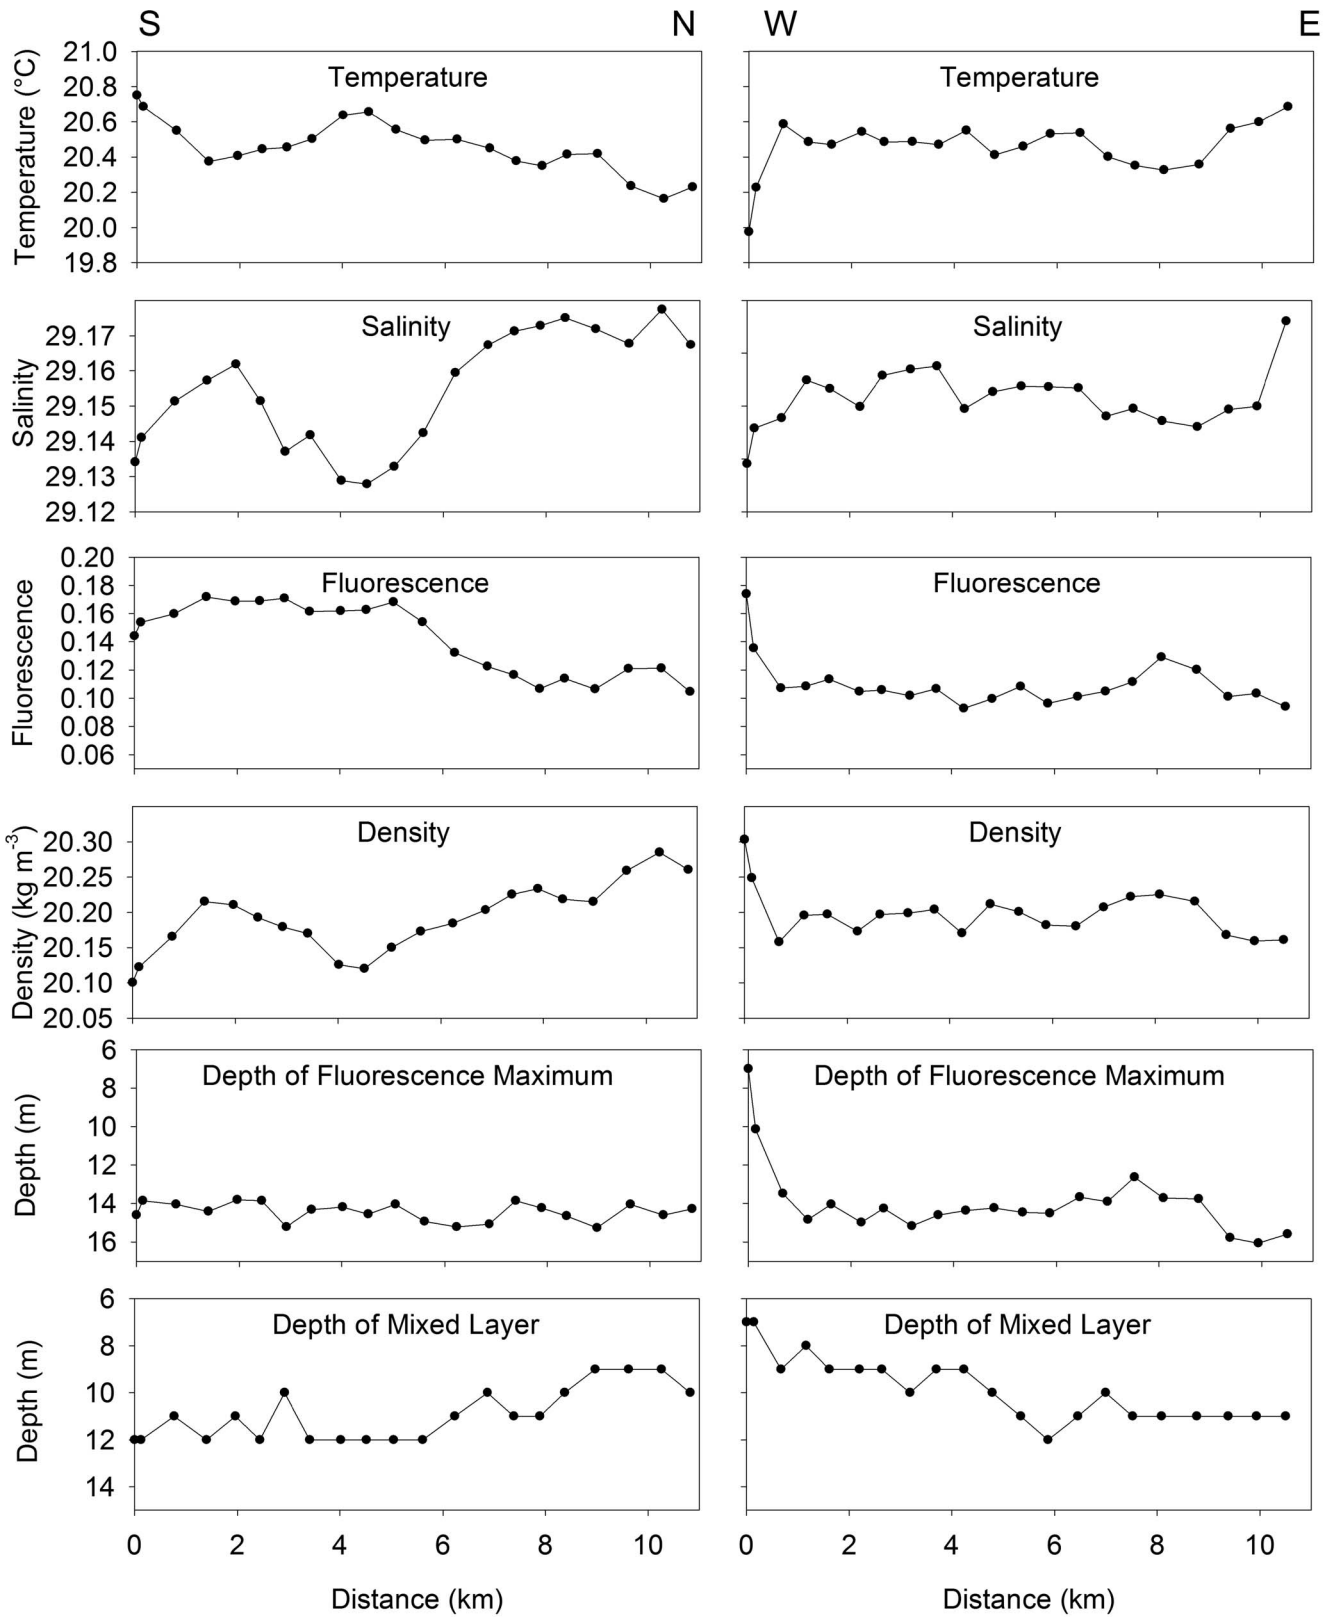 S N W E
Temperature (°C)
21.0
20.8
20.6
20.4
20.2
20.0
19.8
Temperature
Temperature
Salinity
29.17
29.16
29.15
29.14
29.13
29.12
Salinity
Salinity
Fluorescence
0.20
0.18
0.16
0.14
0.12
0.10
0.08
0.06
Fluorescence
Fluorescence
Density (kg m-3)
20.30
20.25
20.20
20.15
20.10
20.05
Density
Density
Depth (m)
6
8
10
12
14
16
Depth of Fluorescence Maximum
Depth of Fluorescence Maximum
Depth (m)
6
8
10
12
14
Depth of Mixed Layer
Depth of Mixed Layer
0 2 4 6 8 10
0 2 4 6 8 10
Distance (km)
Distance (km)